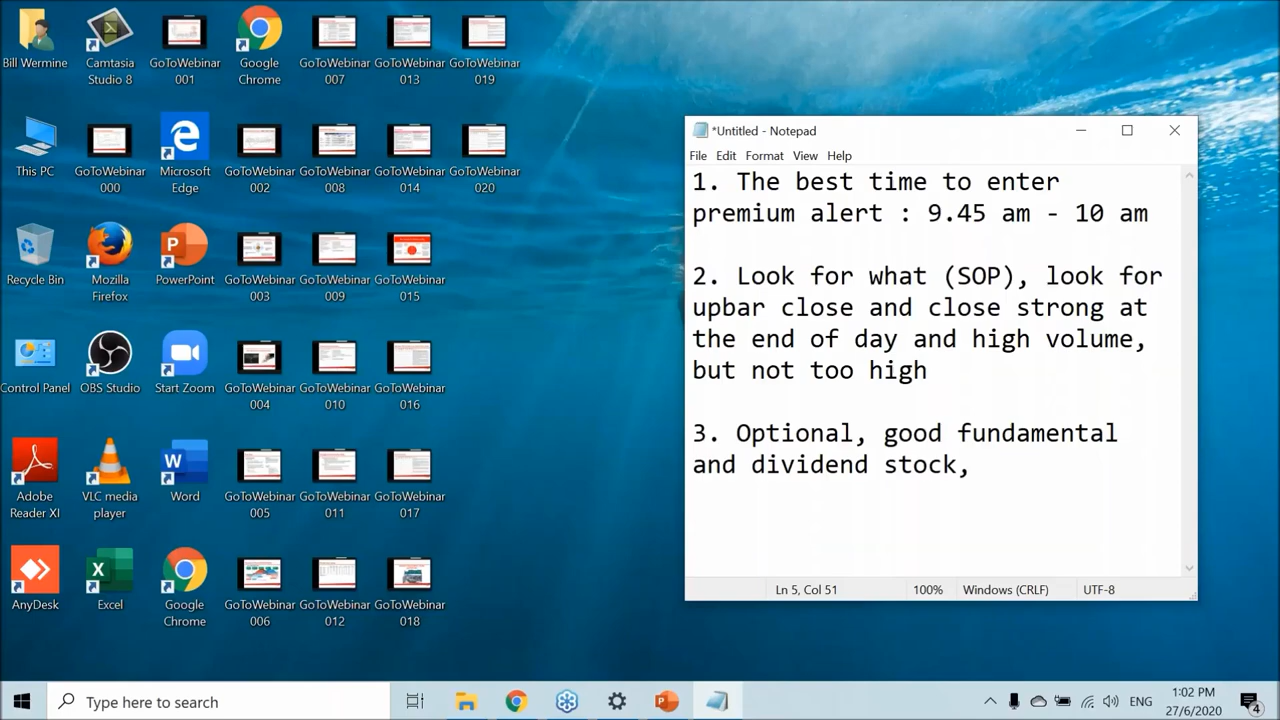 Bill Wermine
Camtasia
Studio 8
GoToWebinar
001
Google
Chrome
GoToWebinar
007
GoToWebinar
013
GoToWebinar
019
This PC
GoToWebinar
000
Microsoft
Edge
GoToWebinar
002
GoToWebinar
008
GoToWebinar
014
GoToWebinar
020
Recycle Bin
Mozilla
Firefox
PowerPoint
GoToWebinar
003
GoToWebinar
009
GoToWebinar
015
Control Panel
OBS Studio
Start Zoom
GoToWebinar
004
GoToWebinar
010
GoToWebinar
016
Adobe
Reader XI
VLC media
player
Word
GoToWebinar
005
GoToWebinar
011
GoToWebinar
017
AnyDesk
Excel
Google
Chrome
GoToWebinar
006
GoToWebinar
012
GoToWebinar
018
*Untitled - Notepad
File Edit Format View Help
1. The best time to enter
premium alert : 9.45 am - 10 am
2. Look for what (SOP), look for
upbar close and close strong at
the end of day and high volume,
but not too high
3. Optional, good fundamental
and dividend stock,
Ln 5, Col 51 100% Windows (CRLF) UTF-8
Type here to search
ENG
1:02 PM
27/6/2020
4